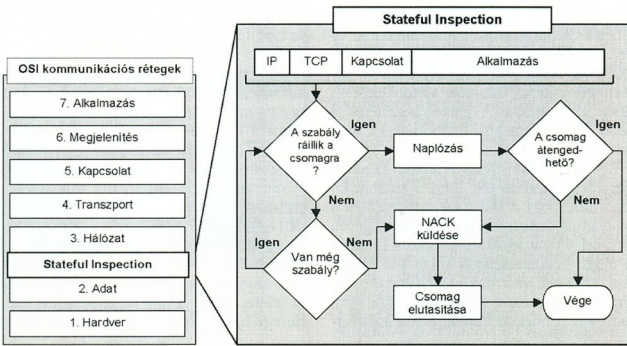 OSI kommunikációs rétegek
7. Alkalmazás
6. Megjelenítés
5. Kapcsolat
4. Transzport
3. Hálózat
Stateful Inspection
2. Adat
1. Hardver
Stateful Inspection
IP TCP Kapcsolat Alkalmazás
A szabály
ráillik a
csomagra
?
Igen
Nem
Naplózás
A csomag
átenged-
hető?
Igen
Nem
Van még
szabály?
Igen
Nem
NACK
küldése
Csomag
elutasítása
Vége